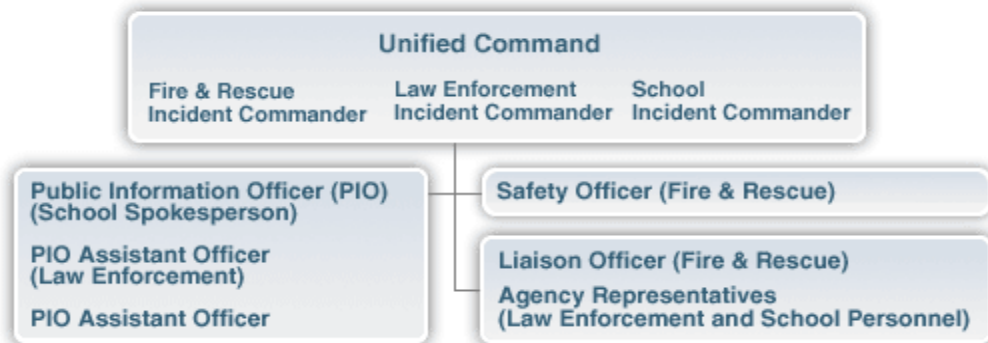 Unified Command
Fire & Rescue
Incident Commander
Law Enforcement
Incident Commander
School
Incident Commander
Public Information Officer (PIO)
(School Spokesperson)
PIO Assistant Officer
(Law Enforcement)
PIO Assistant Officer
Safety Officer (Fire & Rescue)
Liaison Officer (Fire & Rescue)
Agency Representatives
(Law Enforcement and School Personnel)